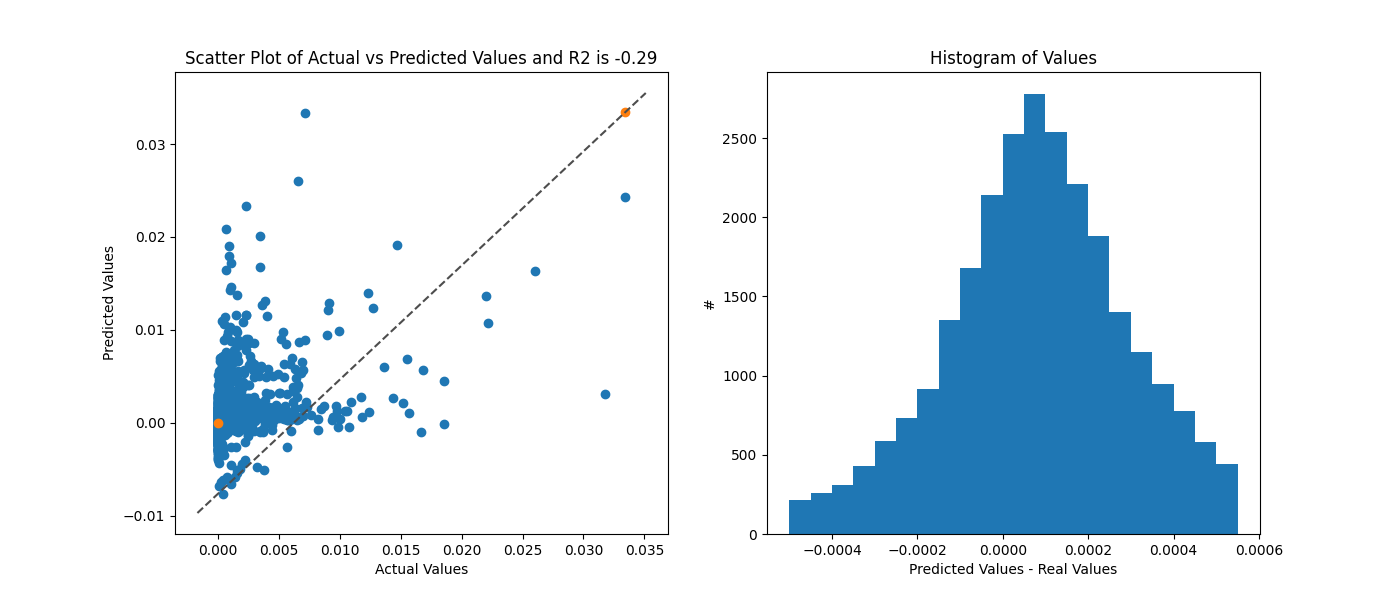 Scatter Plot of Actual vs Predicted Values and R2 is -0.29
Predicted Values
0.03
0.02
0.01
0.00
−0.01
0.000 0.005 0.010 0.015 0.020 0.025 0.030 0.035
Actual Values
Histogram of Values
#
2500
2000
1500
1000
500
0
−0.0004 −0.0002 0.0000 0.0002 0.0004 0.0006
Predicted Values - Real Values